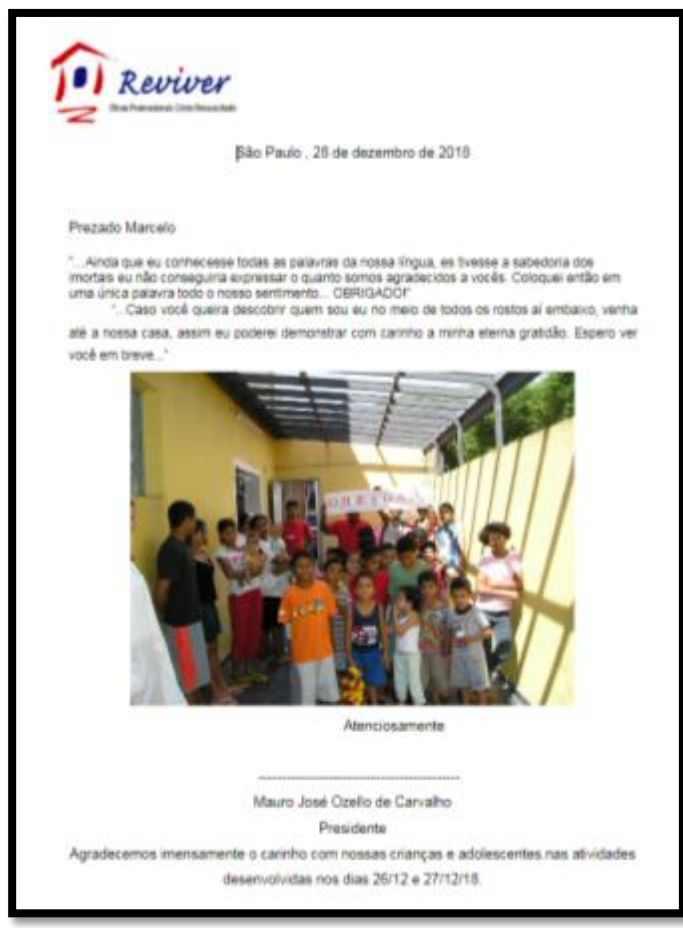 Reviver
Obras Promocionais Cristo Ressuscitado
São Paulo , 28 de dezembro de 2018
Prezado Marcelo
"...Ainda que eu conhecesse todas as palavras da nossa língua, es tivesse a sabedoria dos
imortais eu não conseguiria expressar o quanto somos agradecidos a vocês. Coloquei então em
uma única palavra todo o nosso sentimento... OBRIGADO!"
"...Caso você queira descobrir quem sou eu no meio de todos os rostos aí embaixo, venha
até a nossa casa, assim eu poderei demonstrar com carinho a minha eterna gratidão. Espero ver
você em breve..."
Atenciosamente
--------------------------------------------
Mauro José Ozello de Carvalho
Presidente
Agradecemos imensamente o carinho com nossas crianças e adolescentes nas atividades
desenvolvidas nos dias 26/12 e 27/12/18.